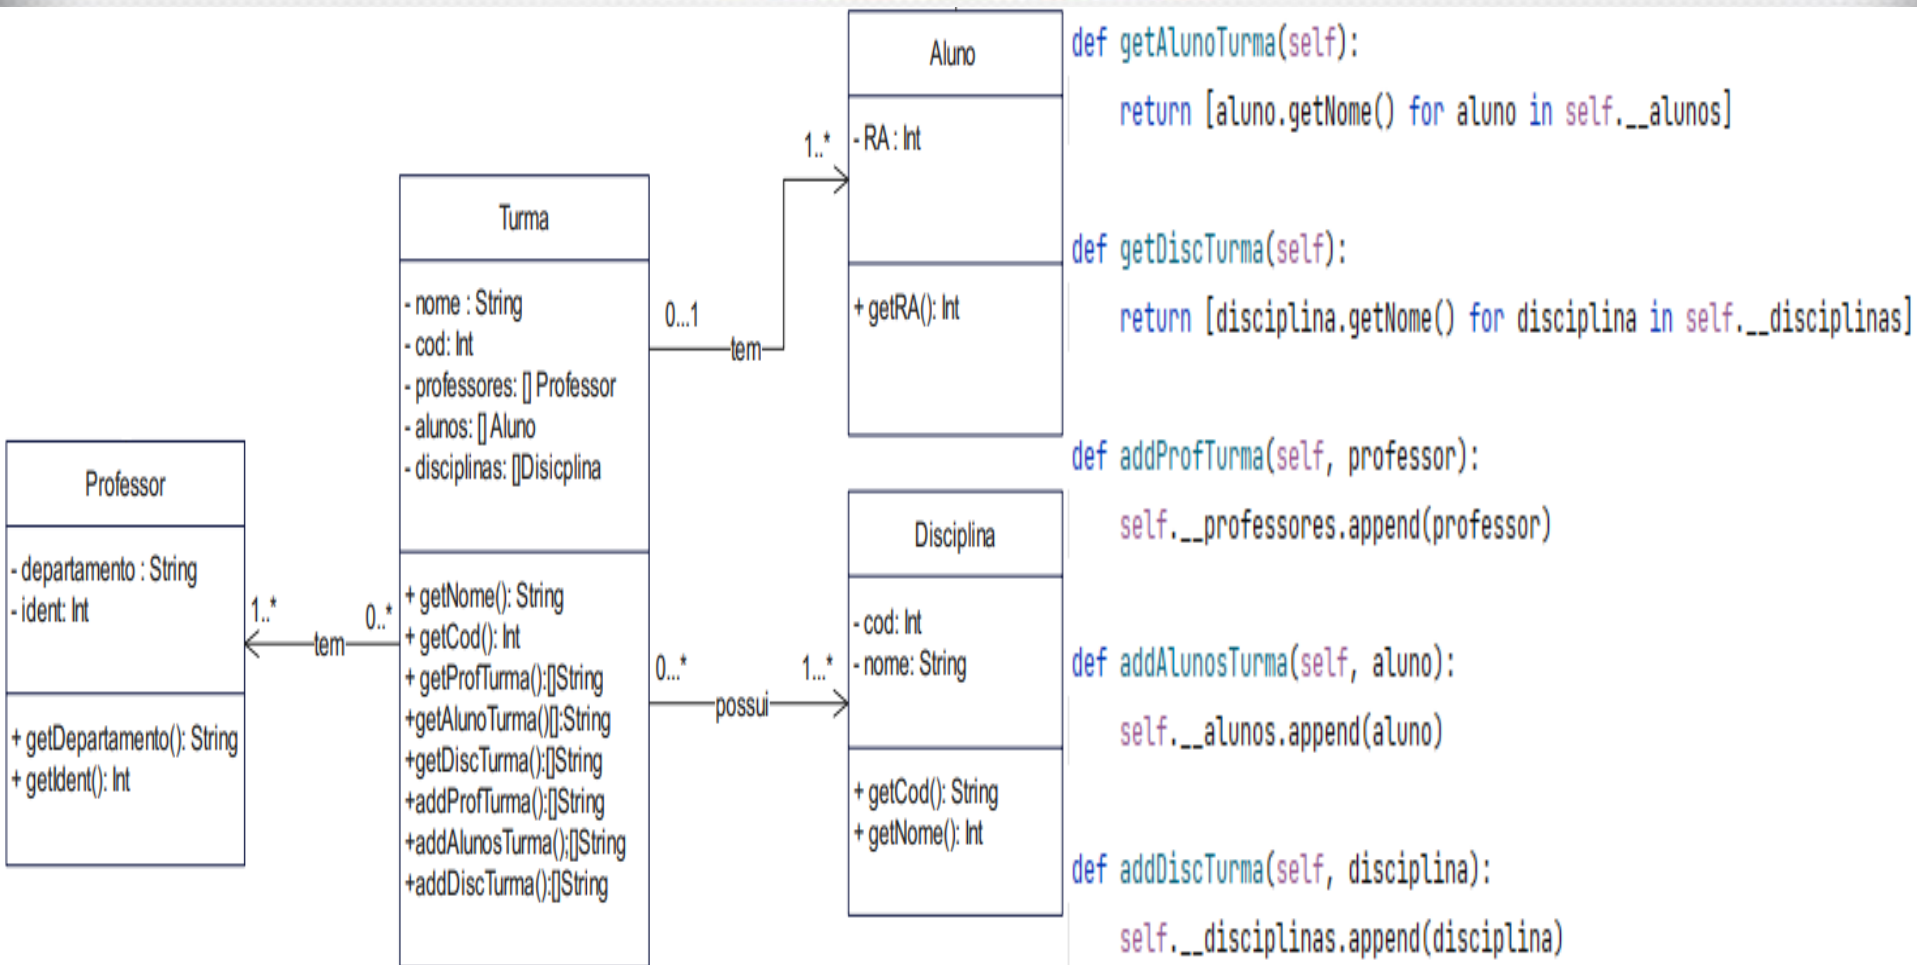 Professor
- departamento : String
- ident: Int
+ getDepartamento(): String
+ getIdent(): Int
1..*
tem
0..*
Turma
- nome : String
- cod: Int
- professores: [] Professor
- alunos: [] Aluno
- disciplinas: []Disicplina
+ getNome(): String
+ getCod(): Int
+ getProfTurma():[]String
+getAlunoTurma()[]:String
+getDiscTurma():[]String
+addProfTurma():[]String
+addAlunosTurma();[]String
+addDiscTurma():[]String
0...1
tem
1..*
0...*
possui
1...*
Aluno
- RA : Int
+ getRA(): Int
Disciplina
- cod: Int
- nome: String
+ getCod(): String
+ getNome(): Int
def getAlunoTurma(self):
return [aluno.getNome() for aluno in self.__alunos]
def getDiscTurma(self):
return [disciplina.getNome() for disciplina in self.__disciplinas]
def addProfTurma(self, professor):
self.__professores.append(professor)
def addAlunosTurma(self, aluno):
self.__alunos.append(aluno)
def addDiscTurma(self, disciplina):
self.__disciplinas.append(disciplina)